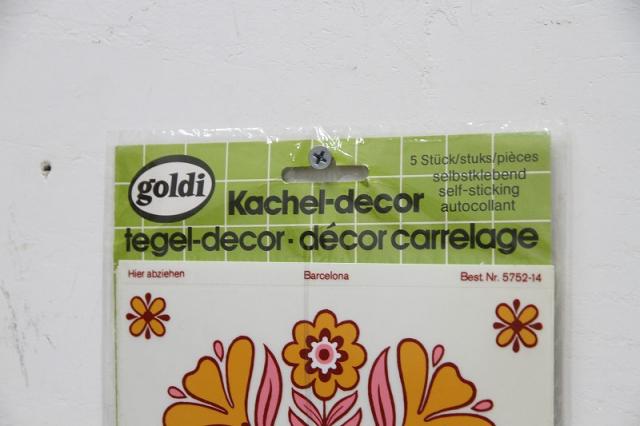 goldi
5 Stück/stuks/pièces
selbstklebend
self-sticking
autocollant
Kachel-decor
tegel-decor · décor carrelage
Hier abziehen
Barcelona
Best. Nr. 5752-14